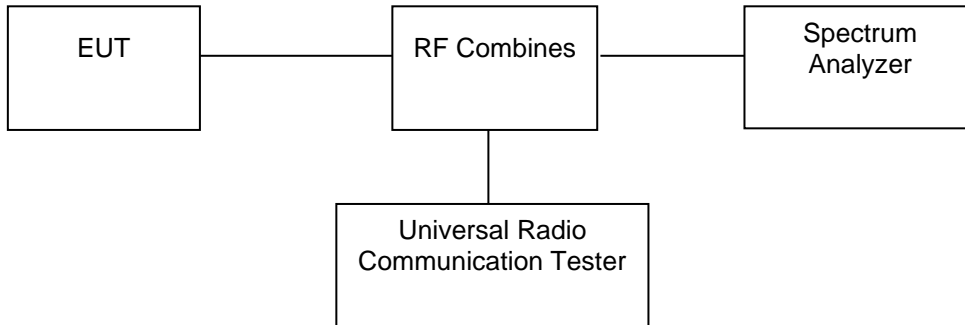 EUT
RF Combines
Spectrum
Analyzer
Universal Radio
Communication Tester